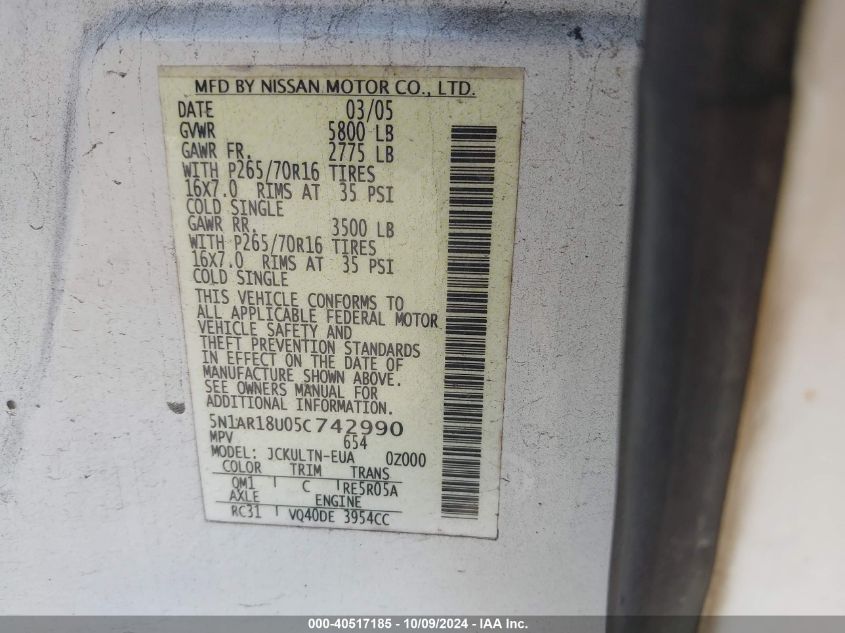 MFD BY NISSAN MOTOR CO., LTD.
DATE 03/05
GVWR 5800 LB
GAWR FR. 2775 LB
WITH P265/70R16 TIRES
16X7.0 RIMS AT 35 PSI
COLD SINGLE
GAWR RR. 3500 LB
WITH P265/70R16 TIRES
16X7.0 RIMS AT 35 PSI
COLD SINGLE
THIS VEHICLE CONFORMS TO
ALL APPLICABLE FEDERAL MOTOR
VEHICLE SAFETY AND
THEFT PREVENTION STANDARDS
IN EFFECT ON THE DATE OF
MANUFACTURE SHOWN ABOVE.
SEE OWNERS MANUAL FOR
ADDITIONAL INFORMATION.
5N1AR18U05C742990
MPV 654
MODEL: JCKULTN-EUA 0Z000
COLOR TRIM TRANS
QM1 C RE5R05A
AXLE ENGINE
RC31 VQ40DE 3954CC
000-40517185 - 10/09/2024 - IAA Inc.